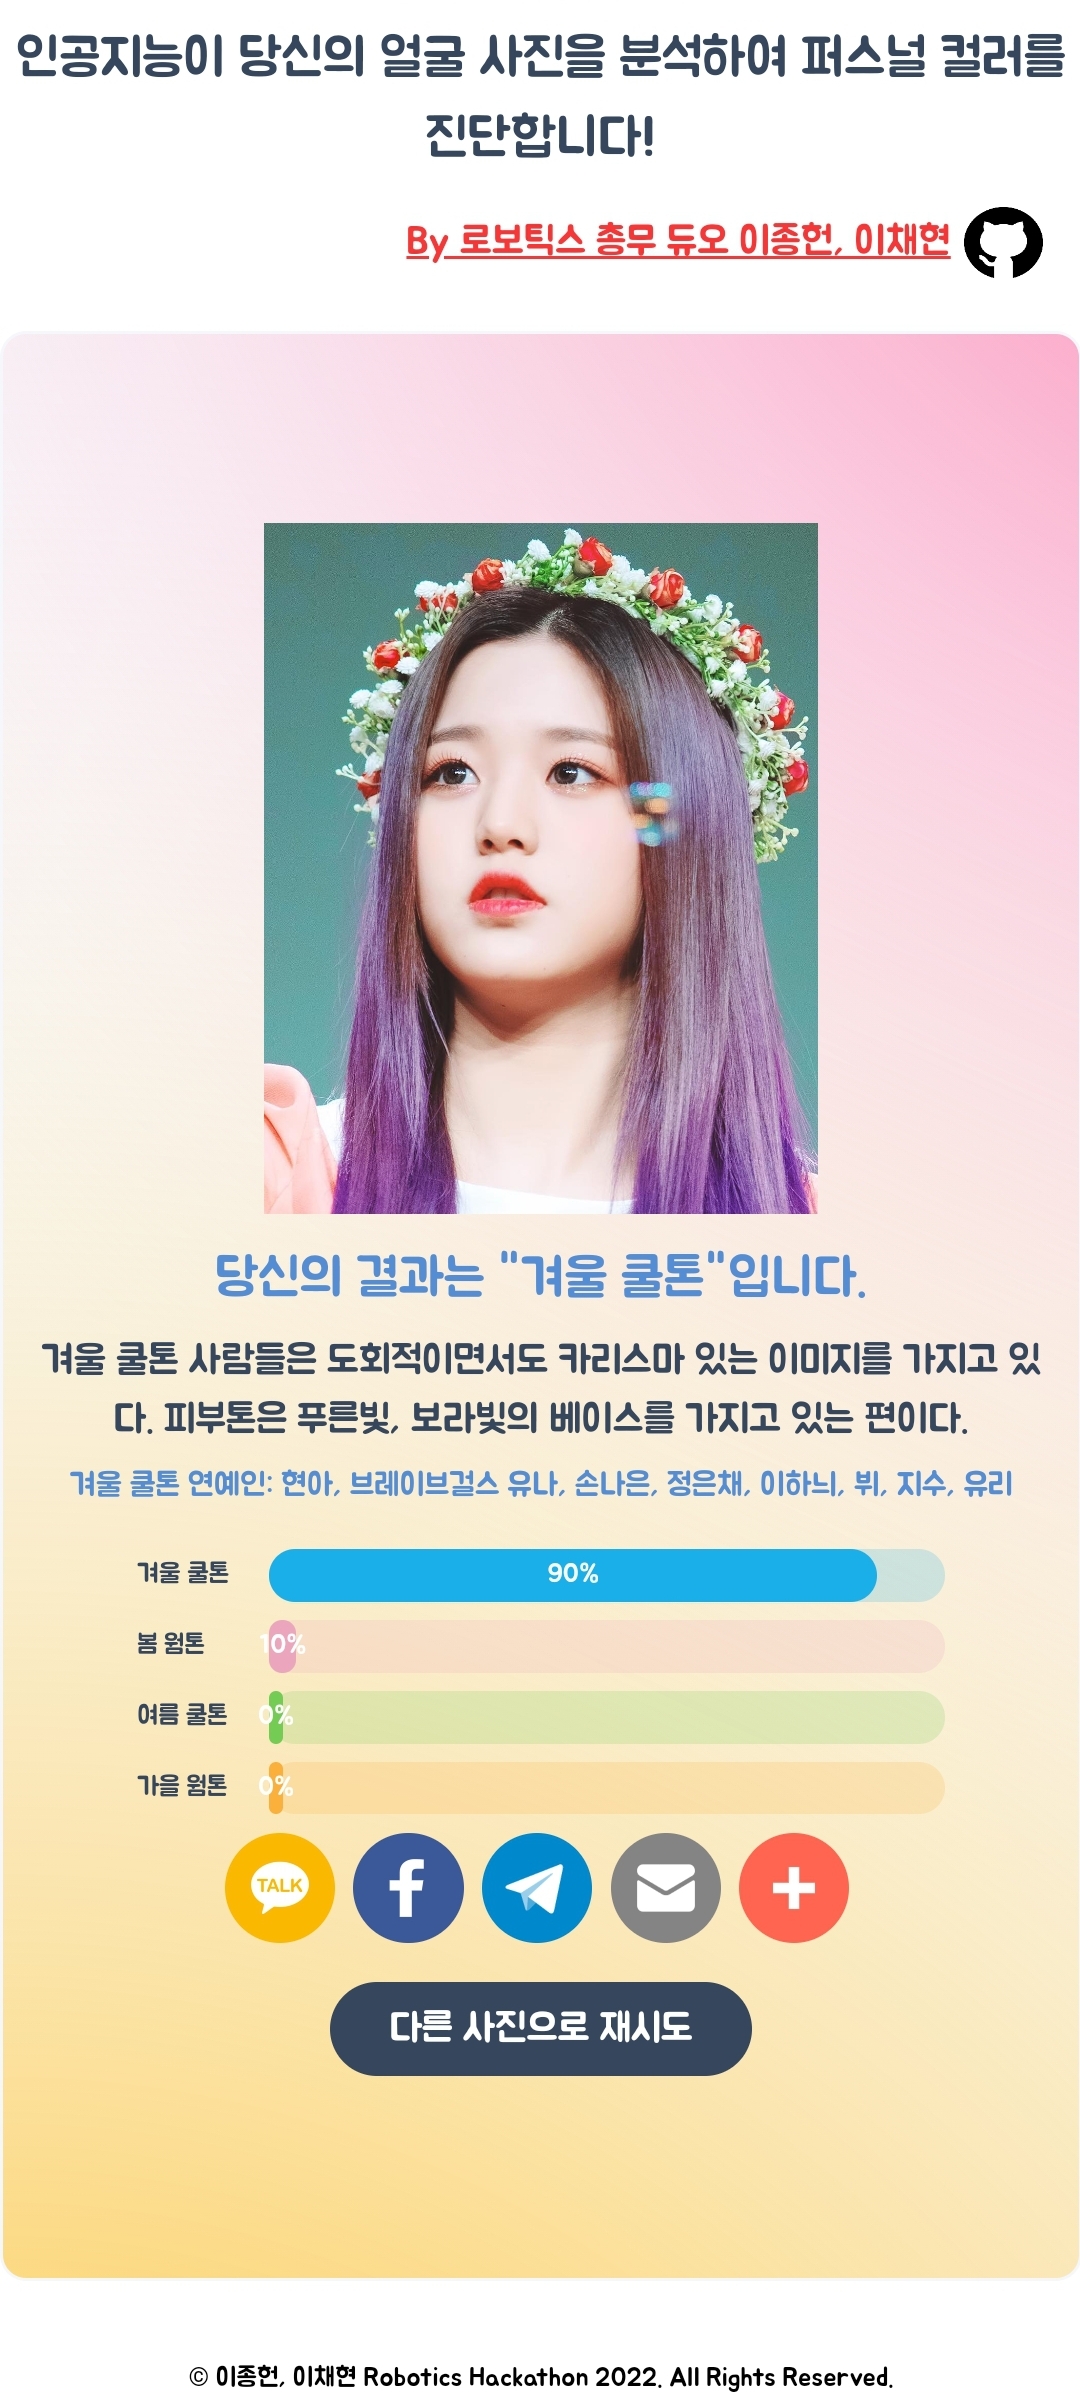 인공지능이 당신의 얼굴 사진을 분석하여 퍼스널 컬러를
진단합니다!
By 로보틱스 총무 듀오 이종헌, 이채현
당신의 결과는 "겨울 쿨톤"입니다.
겨울 쿨톤 사람들은 도회적이면서도 카리스마 있는 이미지를 가지고 있
다. 피부톤은 푸른빛, 보라빛의 베이스를 가지고 있는 편이다.
겨울 쿨톤 연예인: 현아, 브레이브걸스 유나, 손나은, 정은채, 이하늬, 뷔, 지수, 유리
겨울 쿨톤 90%
봄 웜톤 10%
여름 쿨톤 0%
가을 웜톤 0%
TALK
다른 사진으로 재시도
© 이종헌, 이채현 Robotics Hackathon 2022. All Rights Reserved.